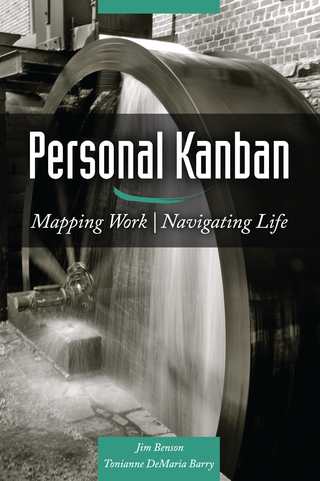 Personal Kanban
Mapping Work | Navigating Life
Jim Benson
Tonianne DeMaria Barry